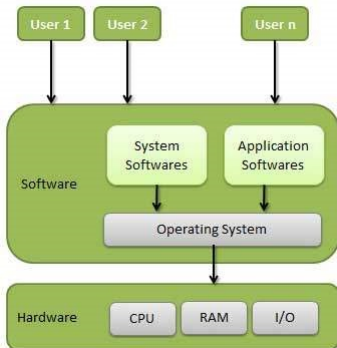 User 1
User 2
User n
System
Softwares
Application
Softwares
Software
Operating System
Hardware
CPU
RAM
I/O